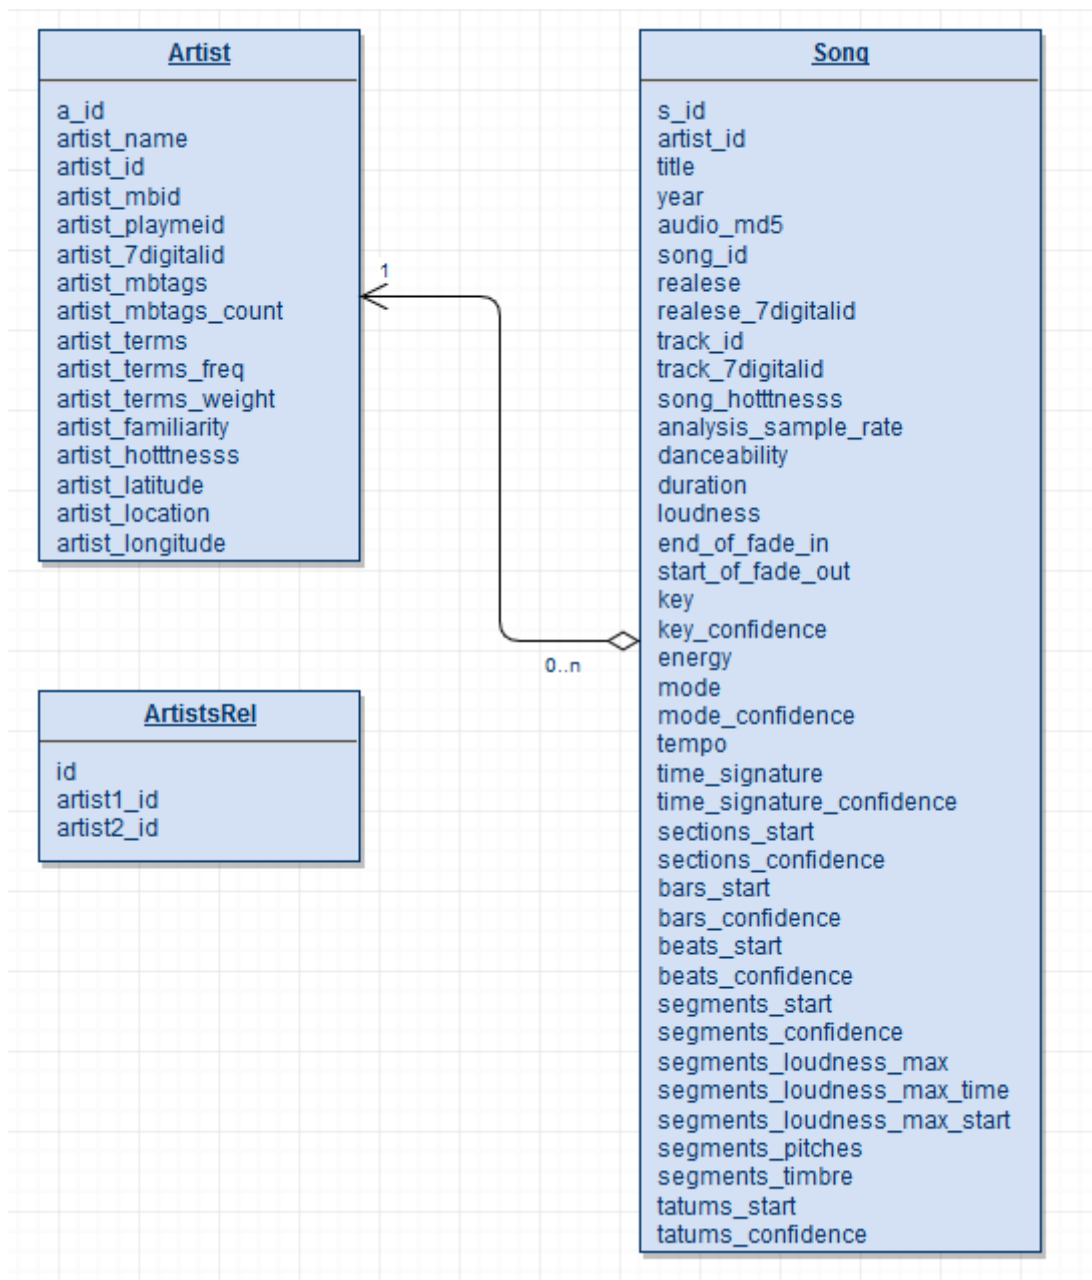 Artist
a_id
artist_name
artist_id
artist_mbid
artist_playmeid
artist_7digitalid
artist_mbtags
artist_mbtags_count
artist_terms
artist_terms_freq
artist_terms_weight
artist_familiarity
artist_hotttnesss
artist_latitude
artist_location
artist_longitude
1
0..n
ArtistsRel
id
artist1_id
artist2_id
Song
s_id
artist_id
title
year
audio_md5
song_id
realese
realese_7digitalid
track_id
track_7digitalid
song_hotttnesss
analysis_sample_rate
danceability
duration
loudness
end_of_fade_in
start_of_fade_out
key
key_confidence
energy
mode
mode_confidence
tempo
time_signature
time_signature_confidence
sections_start
sections_confidence
bars_start
bars_confidence
beats_start
beats_confidence
segments_start
segments_confidence
segments_loudness_max
segments_loudness_max_time
segments_loudness_max_start
segments_pitches
segments_timbre
tatums_start
tatums_confidence